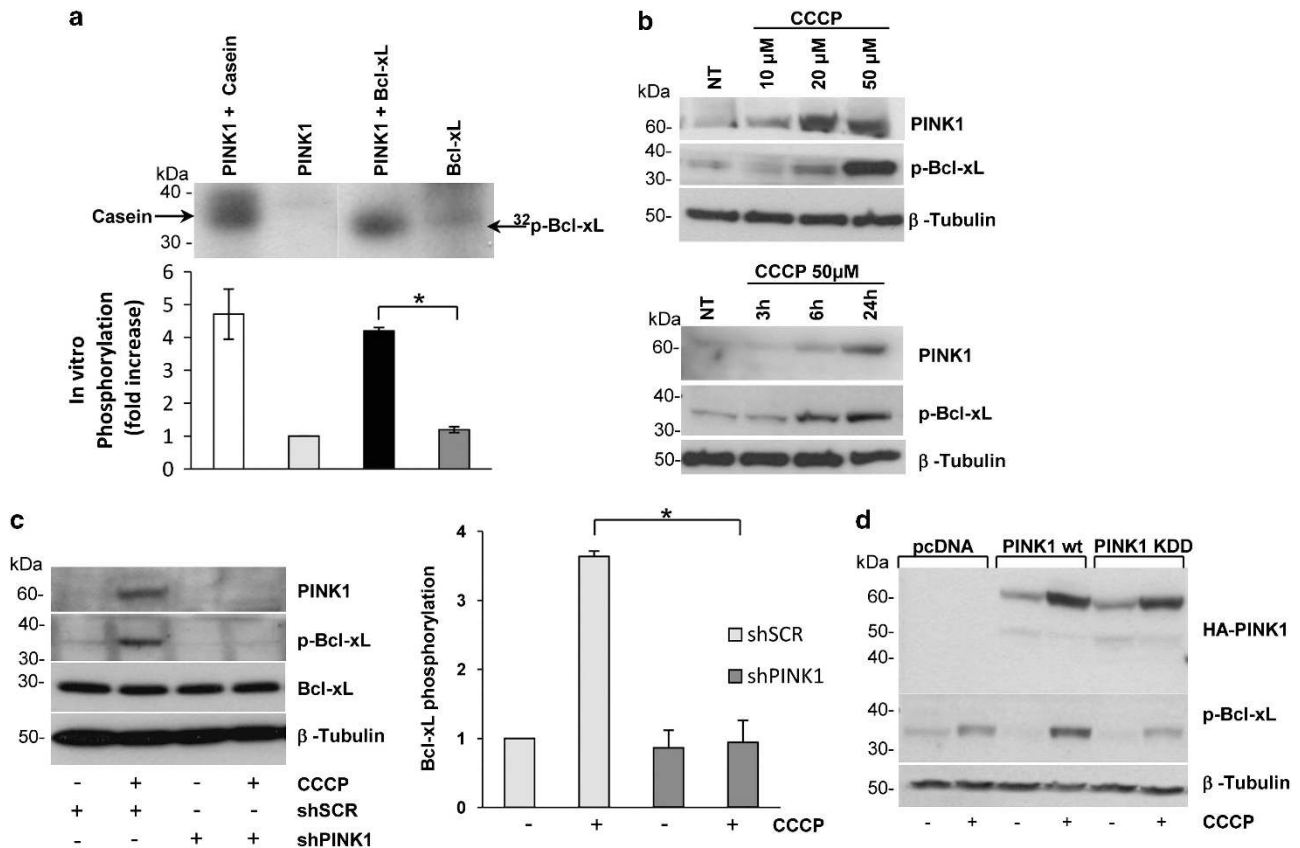 a
PINK1 + Casein
PINK1
PINK1 + Bcl-xL
Bcl-xL
kDa
40 -
30 -
Casein
32p-Bcl-xL
In vitro
Phosphorylation
(fold increase)
6
5
4
3
2
1
0
*
b
CCCP
NT
10 µM
20 µM
50 µM
kDa
60-
PINK1
40-
30-
p-Bcl-xL
50-
β -Tubulin
CCCP 50µM
NT
3h
6h
24h
kDa
60-
PINK1
40-
30-
p-Bcl-xL
50-
β -Tubulin
c
kDa
60-
PINK1
40-
30-
p-Bcl-xL
30-
Bcl-xL
50-
β -Tubulin
- + - + CCCP
- + - - shSCR
- - + + shPINK1
Bcl-xL phosphorylation
4
3
2
1
0
*
shSCR
shPINK1
- + - + CCCP
d
pcDNA PINK1 wt PINK1 KDD
kDa
60-
50-
40-
HA-PINK1
40-
30-
p-Bcl-xL
50-
β -Tubulin
- + - + - + CCCP